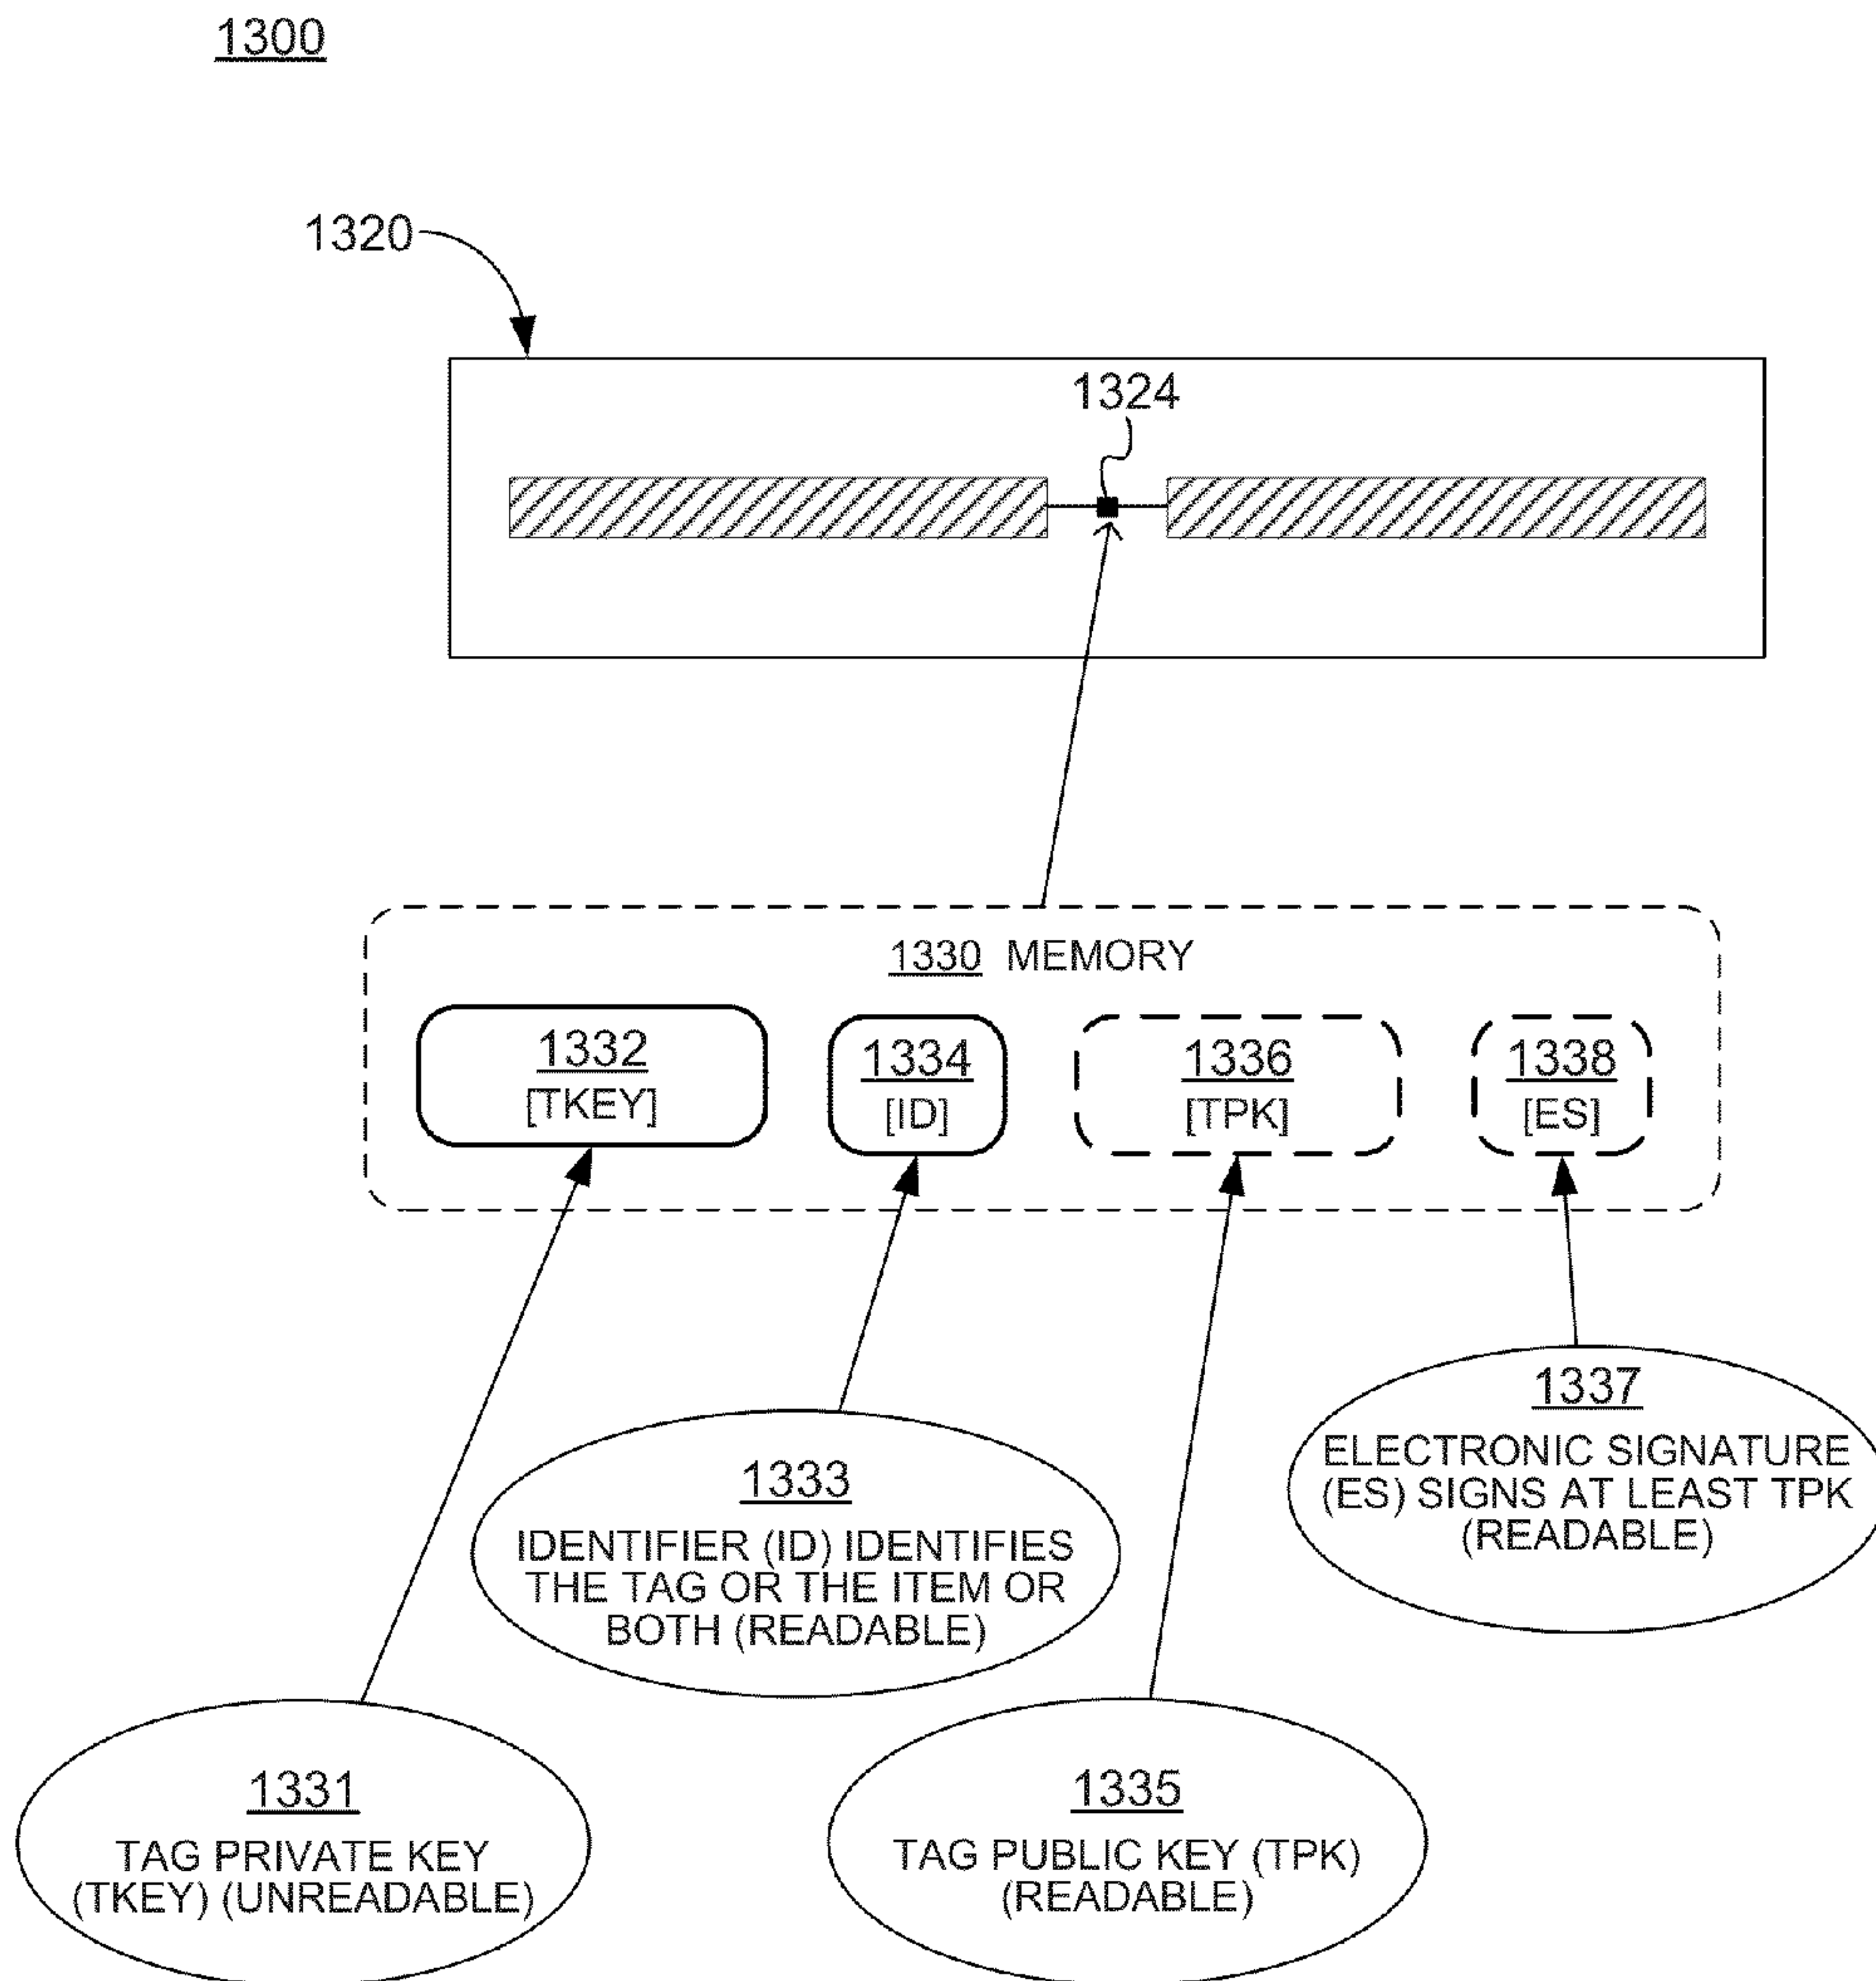 1300
1320
1324
1330 MEMORY
1332
[TKEY]
1334
[ID]
1336
[TPK]
1338
[ES]
1337
ELECTRONIC SIGNATURE
(ES) SIGNS AT LEAST TPK
(READABLE)
1333
IDENTIFIER (ID) IDENTIFIES
THE TAG OR THE ITEM OR
BOTH (READABLE)
1331
TAG PRIVATE KEY
(TKEY) (UNREADABLE)
1335
TAG PUBLIC KEY (TPK)
(READABLE)